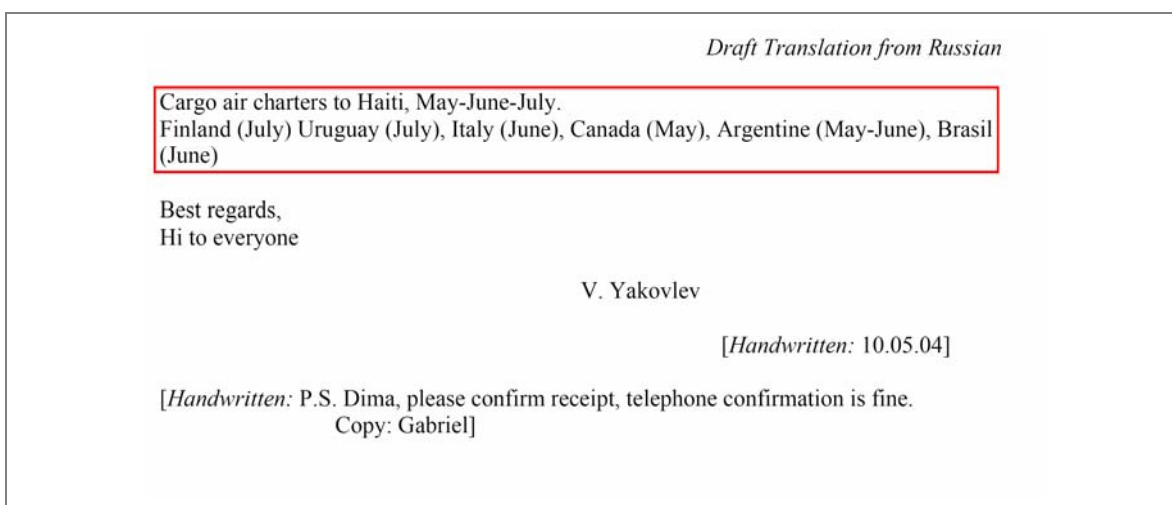 Draft Translation from Russian
Cargo air charters to Haiti, May-June-July.
Finland (July) Uruguay (July), Italy (June), Canada (May), Argentine (May-June), Brasil
(June)
Best regards,
Hi to everyone
V. Yakovlev
[Handwritten: 10.05.04]
[Handwritten: P.S. Dima, please confirm receipt, telephone confirmation is fine.
Copy: Gabriel]